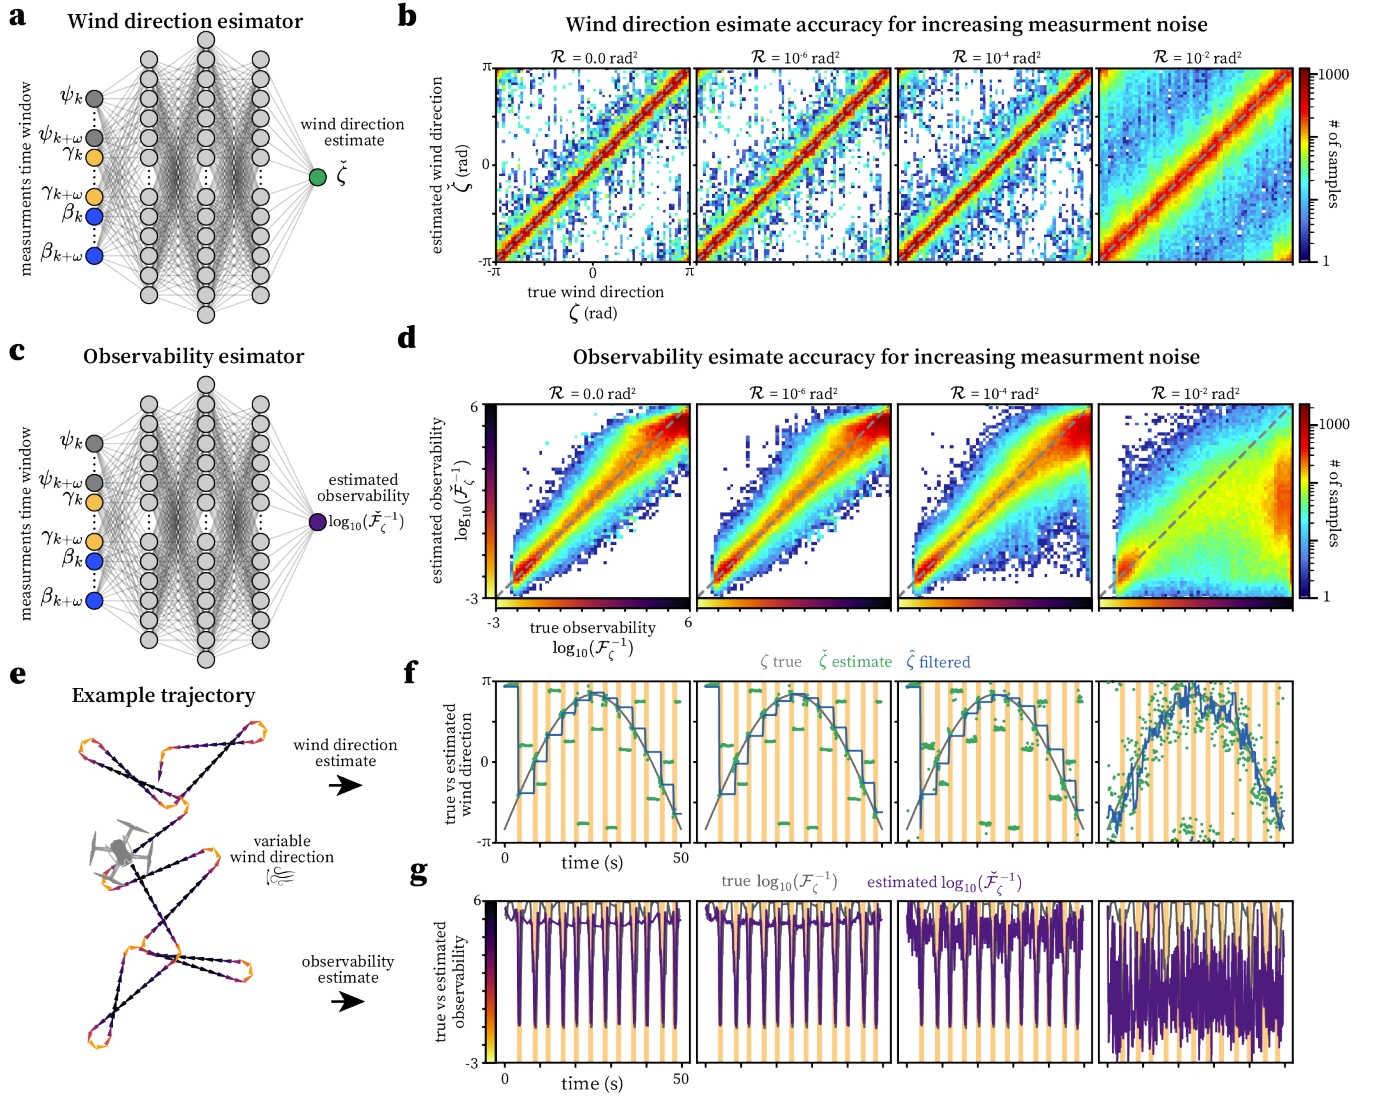 a
Wind direction esimator
measurments time window
ψk
ψk+ω
γk
γk+ω
βk
βk+ω
wind direction
estimate
ζ̌
b
Wind direction esimate accuracy for increasing measurment noise
ℛ = 0.0 rad²
ℛ = 10⁻⁶ rad²
ℛ = 10⁻⁴ rad²
ℛ = 10⁻² rad²
estimated wind direction
ζ̌ (rad)
π
0
-π
-π
0
π
true wind direction
ζ (rad)
1000
# of samples
1
c
Observability esimator
measurments time window
ψk
ψk+ω
γk
γk+ω
βk
βk+ω
estimated
observability
log₁₀(ℱ̌ζ⁻¹)
d
Observability esimate accuracy for increasing measurment noise
ℛ = 0.0 rad²
ℛ = 10⁻⁶ rad²
ℛ = 10⁻⁴ rad²
ℛ = 10⁻² rad²
estimated observability
log₁₀(ℱ̌ζ⁻¹)
6
-3
-3
6
true observability
log₁₀(ℱζ⁻¹)
1000
# of samples
1
e
Example trajectory
wind direction
estimate
variable
wind direction
observability
estimate
f
ζ true
ζ̌ estimate
ζ̂ filtered
true vs estimated
wind direction
π
0
-π
0
time (s)
50
g
true log₁₀(ℱζ⁻¹)
estimated log₁₀(ℱ̌ζ⁻¹)
true vs estimated
observability
6
-3
0
time (s)
50